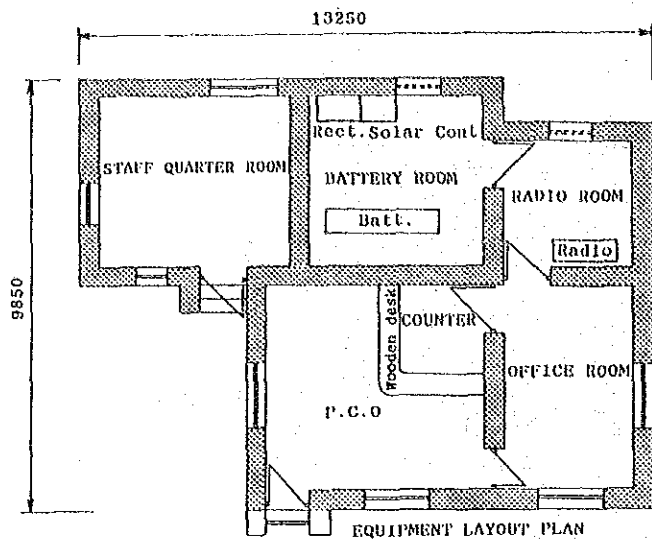 13250
Rect. Solar Cont
STAFF QUARTER ROOM
BATTERY ROOM
RADIO ROOM
Batt.
Radio
9850
Wooden desk
COUNTER
OFFICE ROOM
P.C.O
EQUIPMENT LAYOUT PLAN